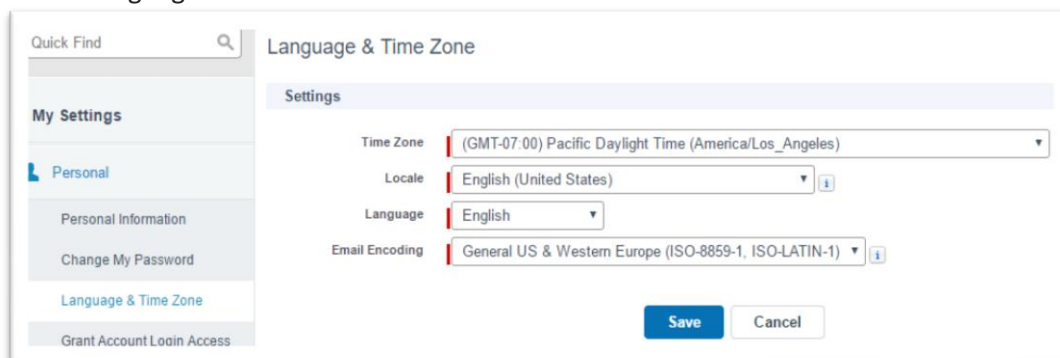 Quick Find
My Settings
Personal
Personal Information
Change My Password
Language & Time Zone
Grant Account Login Access
Language & Time Zone
Settings
Time Zone (GMT-07:00) Pacific Daylight Time (America/Los_Angeles)
Locale English (United States)
Language English
Email Encoding General US & Western Europe (ISO-8859-1, ISO-LATIN-1)
Save Cancel